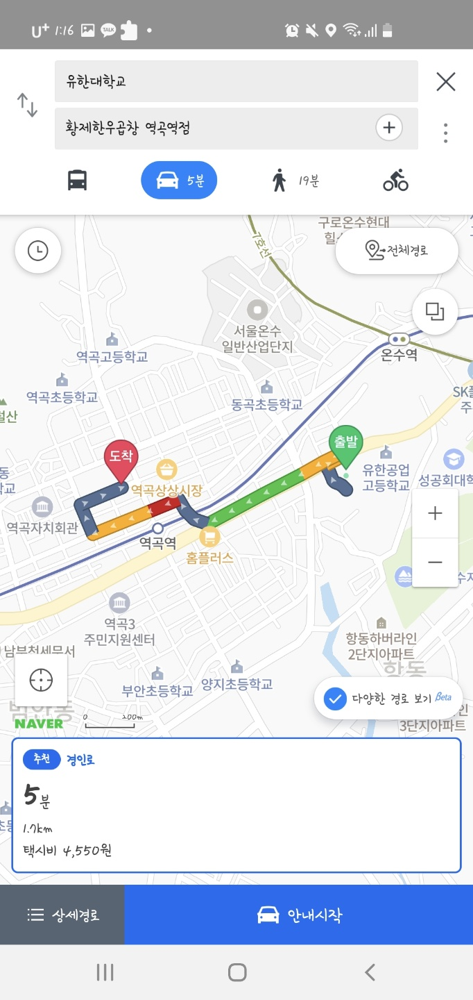 U+ 1:16 TALK
유한대학교
황제한우곱창 역곡역점
5분
19분
구로온수현대
힐
7호선
전체경로
서울온수
일반산업단지
온수역
역곡고등학교
역곡초등학교
동곡초등학교
SK
출발
도착
유한공업
고등학교
성공회대학
역곡상상시장
역곡자치회관
역곡역
홈플러스
역곡3
주민지원센터
항동하버라인
2단지아파트
남부천세무서
항동
부안초등학교
양지초등학교
다양한 경로 보기 Beta
범안동
NAVER
0 200m
3단지아파트
추천 경인로
5분
1.7km
택시비 4,550원
상세경로
안내시작